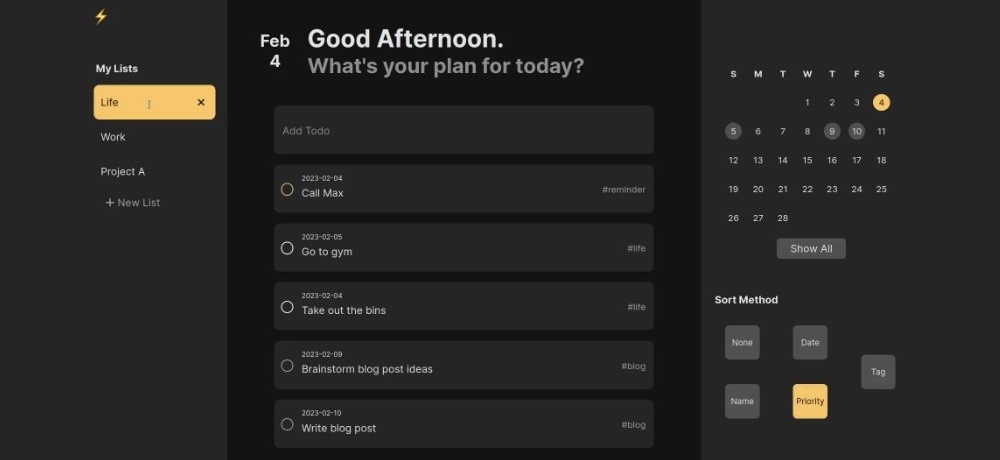 My Lists
Life
Work
Project A
+ New List
Feb
4
Good Afternoon.
What's your plan for today?
Add Todo
2023-02-04
Call Max
#reminder
2023-02-05
Go to gym
#life
2023-02-04
Take out the bins
#life
2023-02-09
Brainstorm blog post ideas
#blog
2023-02-10
Write blog post
#blog
S M T W T F S
1 2 3 4
5 6 7 8 9 10 11
12 13 14 15 16 17 18
19 20 21 22 23 24 25
26 27 28
Show All
Sort Method
None
Date
Tag
Name
Priority